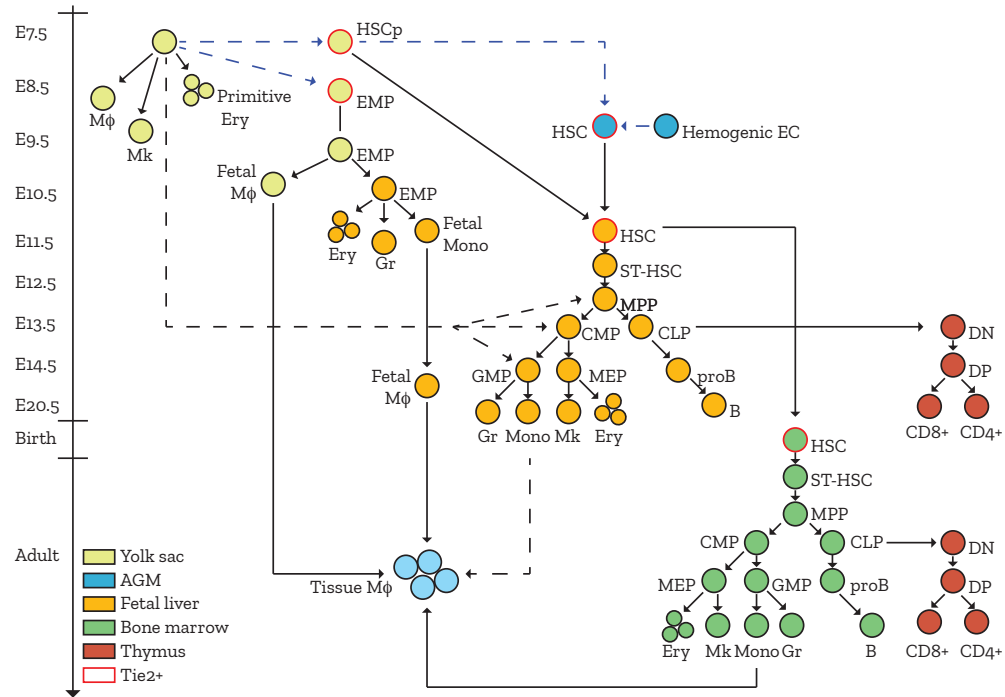 E7.5
E8.5
E9.5
E10.5
E11.5
E12.5
E13.5
E14.5
E20.5
Birth
Adult
HSCp
Mϕ
Mk
Primitive
Ery
EMP
HSC
Hemogenic EC
EMP
Fetal
Mϕ
EMP
Ery
Gr
Fetal
Mono
HSC
ST-HSC
MPP
CMP
CLP
DN
GMP
MEP
proB
DP
Fetal
Mϕ
Gr
Mono
Mk
Ery
B
CD8+
CD4+
HSC
ST-HSC
MPP
CMP
CLP
DN
MEP
GMP
proB
DP
Ery
Mk
Mono
Gr
B
CD8+
CD4+
Tissue Mϕ
Yolk sac
AGM
Fetal liver
Bone marrow
Thymus
Tie2+